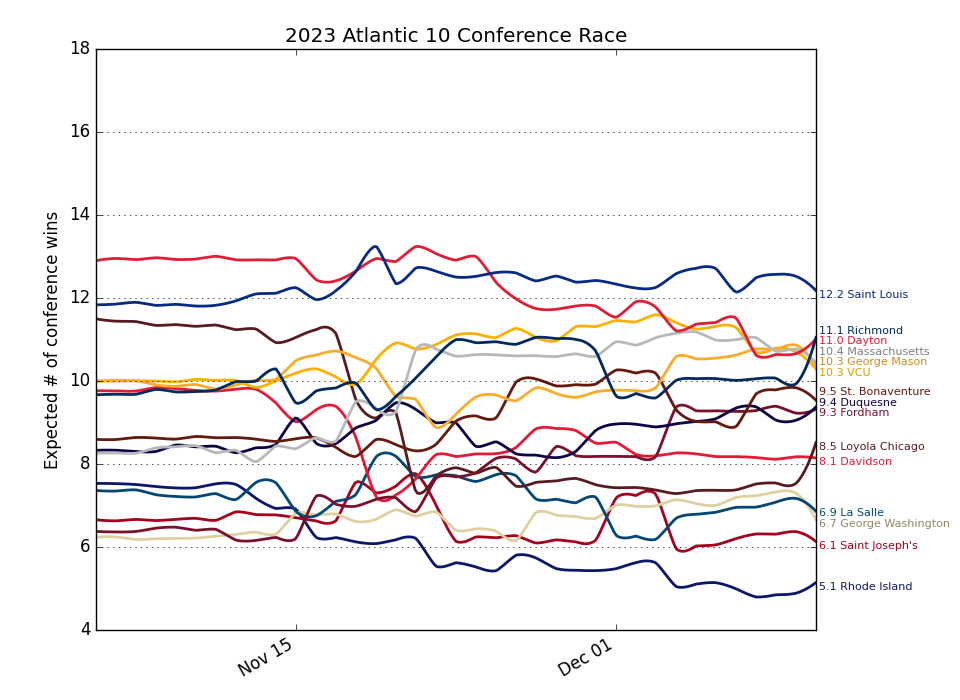 2023 Atlantic 10 Conference Race
Expected # of conference wins
18
16
14
12
10
8
6
4
Nov 15
Dec 01
12.2 Saint Louis
11.1 Richmond
11.0 Dayton
10.4 Massachusetts
10.3 George Mason
10.3 VCU
9.5 St. Bonaventure
9.4 Duquesne
9.3 Fordham
8.5 Loyola Chicago
8.1 Davidson
6.9 La Salle
6.7 George Washington
6.1 Saint Joseph's
5.1 Rhode Island